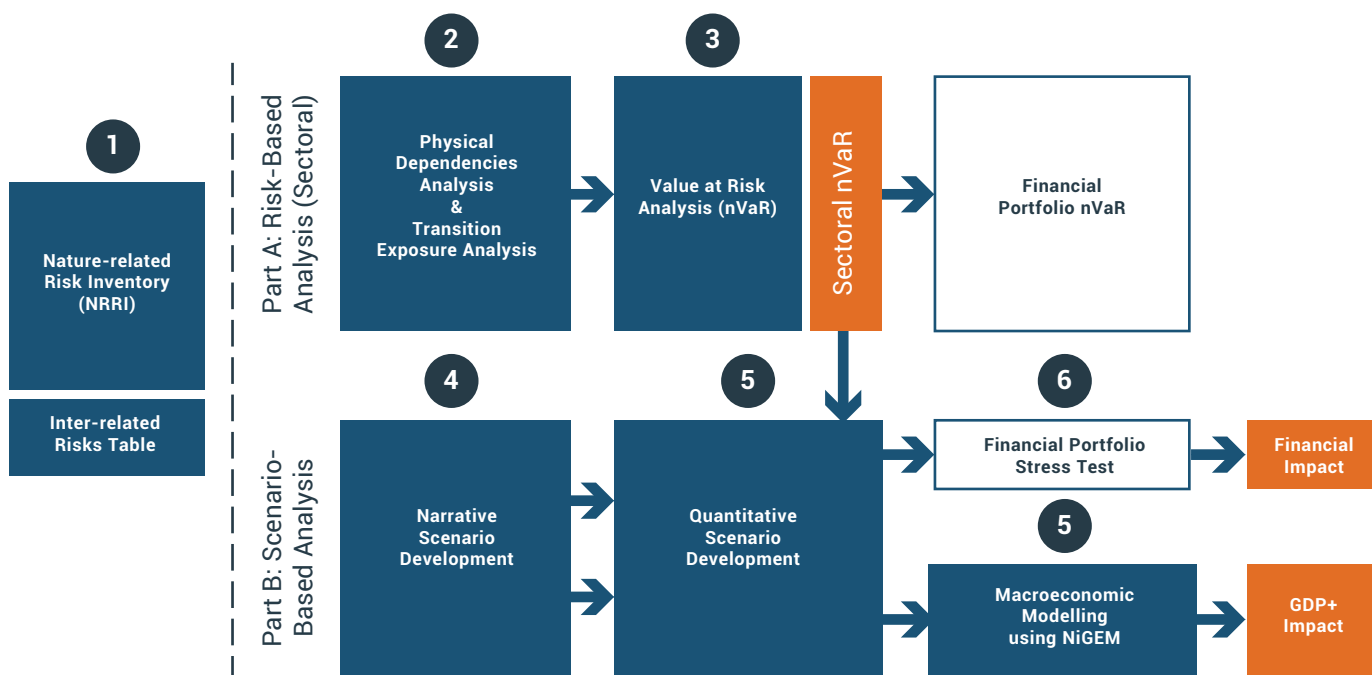 1
Nature-related
Risk Inventory
(NRRI)
Inter-related
Risks Table
Part A: Risk-Based
Analysis (Sectoral)
2
Physical
Dependencies
Analysis
&
Transition
Exposure Analysis
3
Value at Risk
Analysis (nVaR)
Sectoral nVaR
Financial
Portfolio nVaR
Part B: Scenario-
Based Analysis
4
Narrative
Scenario
Development
5
Quantitative
Scenario
Development
6
Financial Portfolio
Stress Test
Financial
Impact
5
Macroeconomic
Modelling
using NiGEM
GDP+
Impact